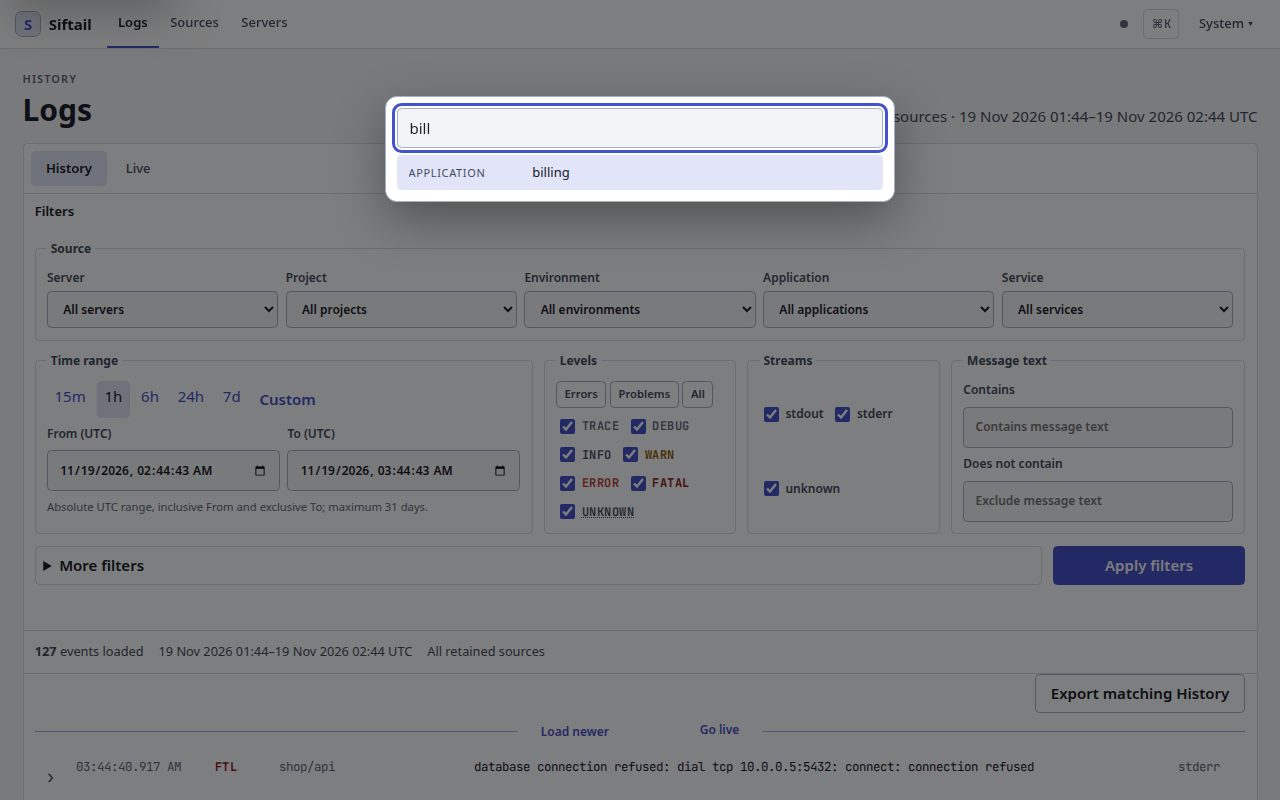 S Siftail Logs Sources Servers ⌘K System ▾
HISTORY
Logs
sources · 19 Nov 2026 01:44–19 Nov 2026 02:44 UTC
bill
APPLICATION billing
History Live
Filters
Source
Server Project Environment Application Service
All servers All projects All environments All applications All services
Time range
15m 1h 6h 24h 7d Custom
From (UTC) To (UTC)
11/19/2026, 02:44:43 AM 11/19/2026, 03:44:43 AM
Absolute UTC range, inclusive From and exclusive To; maximum 31 days.
Levels
Errors Problems All
TRACE DEBUG
INFO WARN
ERROR FATAL
UNKNOWN
Streams
stdout stderr
unknown
Message text
Contains
Contains message text
Does not contain
Exclude message text
▶ More filters
Apply filters
127 events loaded 19 Nov 2026 01:44–19 Nov 2026 02:44 UTC All retained sources
Export matching History
Load newer Go live
› 03:44:40.917 AM FTL shop/api database connection refused: dial tcp 10.0.0.5:5432: connect: connection refused stderr